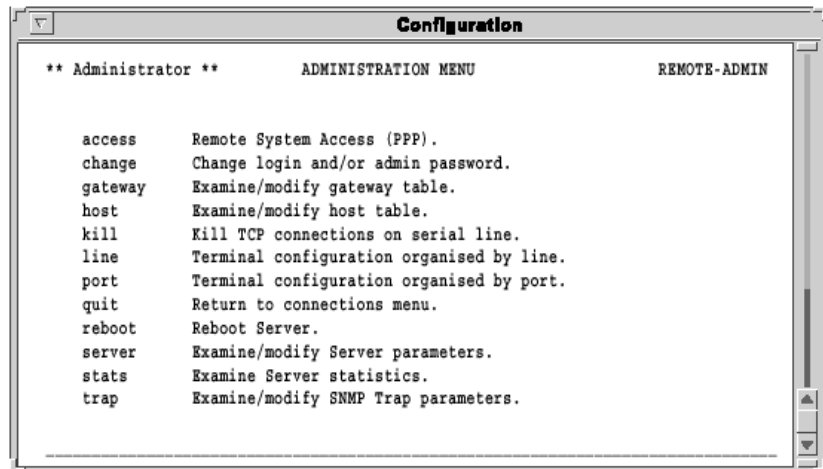 Configuration
** Administrator ** ADMINISTRATION MENU REMOTE-ADMIN
access Remote System Access (PPP).
change Change login and/or admin password.
gateway Examine/modify gateway table.
host Examine/modify host table.
kill Kill TCP connections on serial line.
line Terminal configuration organised by line.
port Terminal configuration organised by port.
quit Return to connections menu.
reboot Reboot Server.
server Examine/modify Server parameters.
stats Examine Server statistics.
trap Examine/modify SNMP Trap parameters.